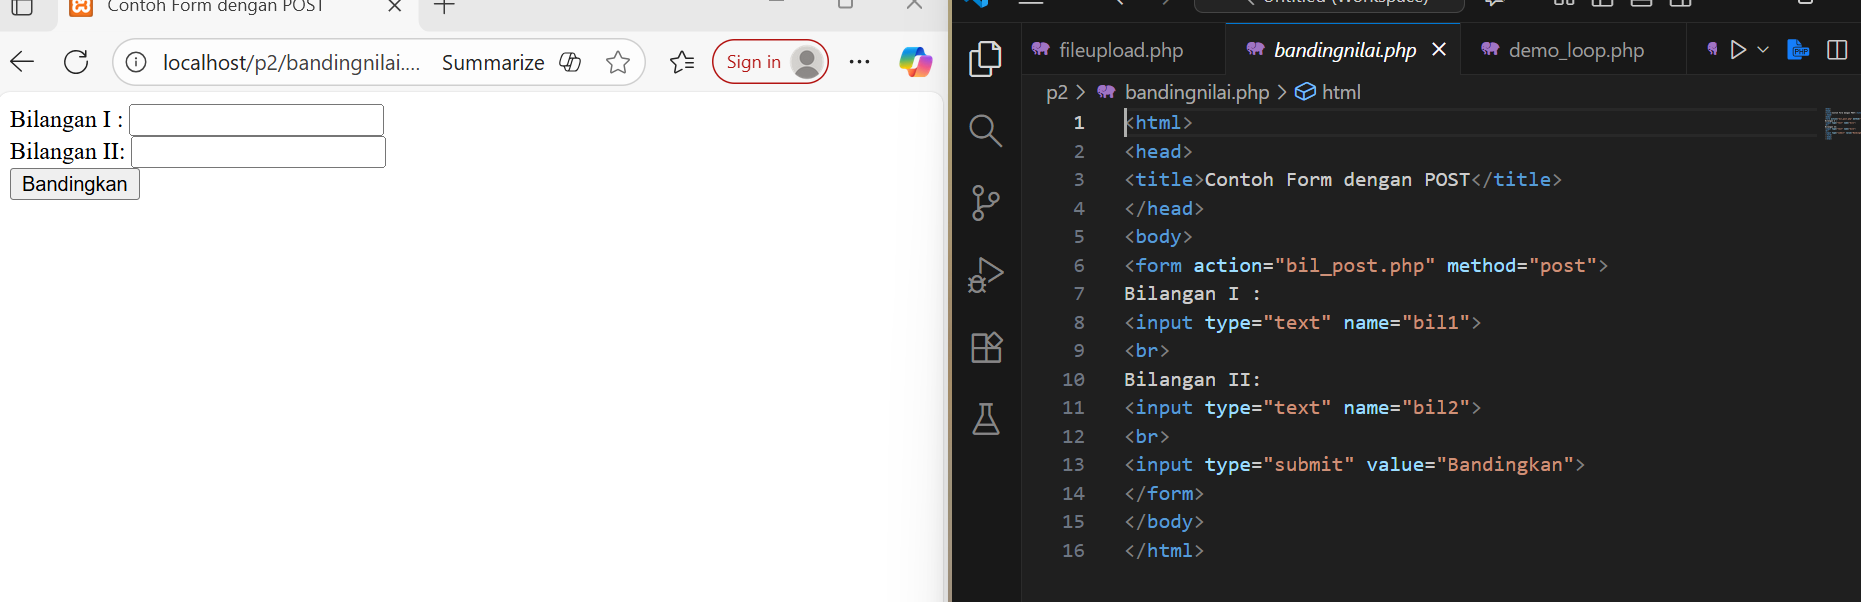 Contoh Form dengan POST
localhost/p2/bandingnilai.... Summarize Sign in
Bilangan I :
Bilangan II:
Bandingkan
Untitled (Workspace)
fileupload.php bandingnilai.php demo_loop.php
p2 > bandingnilai.php > html
1 <html>
2 <head>
3 <title>Contoh Form dengan POST</title>
4 </head>
5 <body>
6 <form action="bil_post.php" method="post">
7 Bilangan I :
8 <input type="text" name="bil1">
9 <br>
10 Bilangan II:
11 <input type="text" name="bil2">
12 <br>
13 <input type="submit" value="Bandingkan">
14 </form>
15 </body>
16 </html>